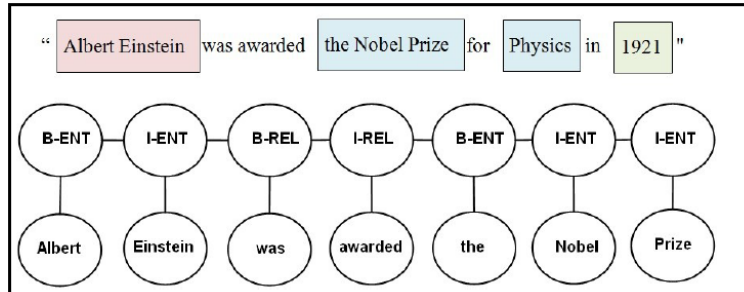 “ Albert Einstein was awarded the Nobel Prize for Physics in 1921 "
B-ENT I-ENT B-REL I-REL B-ENT I-ENT I-ENT
Albert Einstein was awarded the Nobel Prize